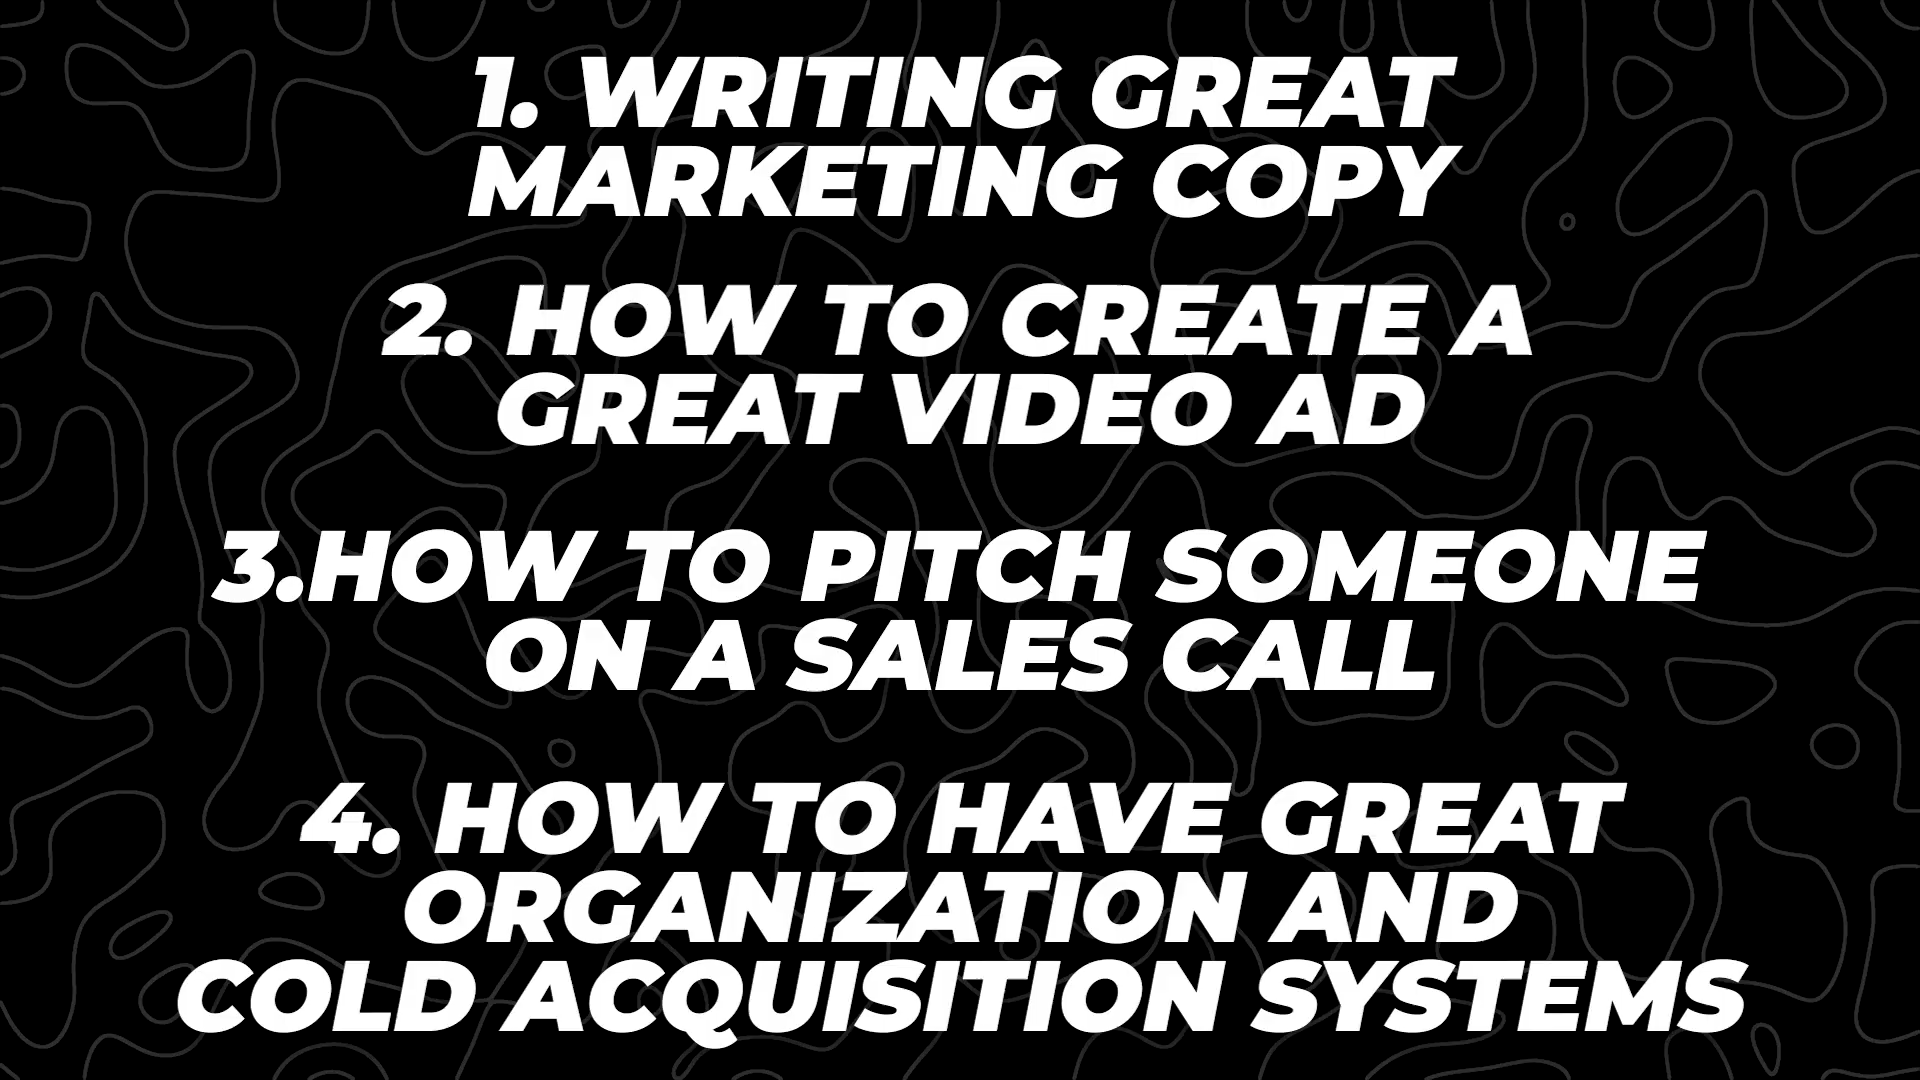 1. WRITING GREAT
MARKETING COPY
2. HOW TO CREATE A
GREAT VIDEO AD
3.HOW TO PITCH SOMEONE
ON A SALES CALL
4. HOW TO HAVE GREAT
ORGANIZATION AND
COLD ACQUISITION SYSTEMS